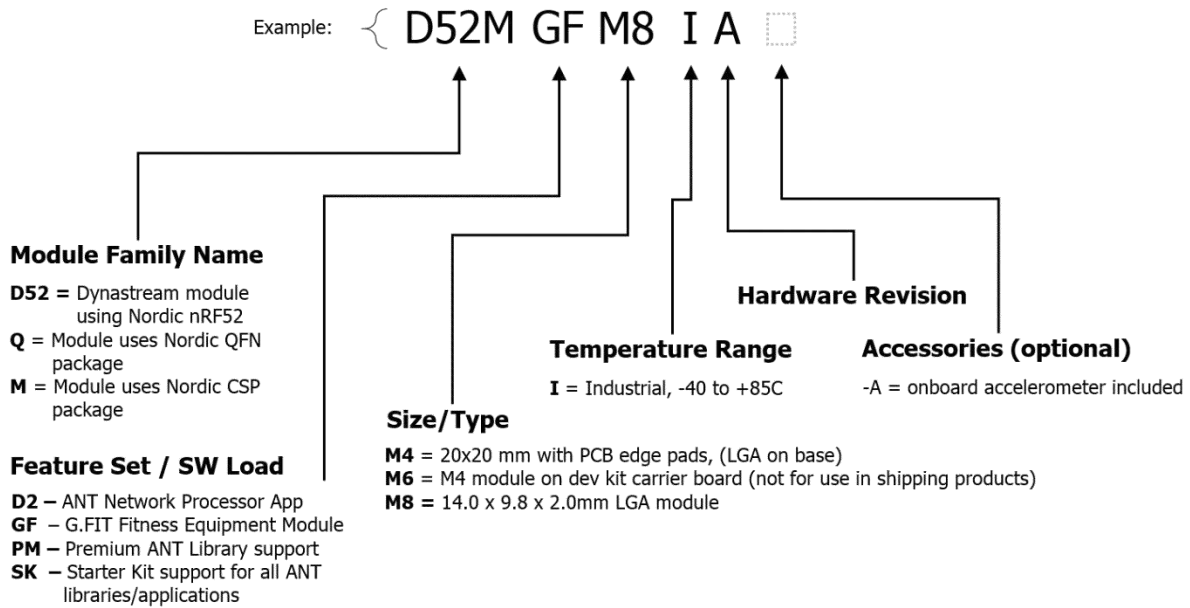 Example: D52M GF M8 I A
Module Family Name
D52 = Dynastream module
using Nordic nRF52
Q = Module uses Nordic QFN
package
M = Module uses Nordic CSP
package
Feature Set / SW Load
D2 – ANT Network Processor App
GF – G.FIT Fitness Equipment Module
PM – Premium ANT Library support
SK – Starter Kit support for all ANT
libraries/applications
Size/Type
M4 = 20x20 mm with PCB edge pads, (LGA on base)
M6 = M4 module on dev kit carrier board (not for use in shipping products)
M8 = 14.0 x 9.8 x 2.0mm LGA module
Temperature Range
I = Industrial, -40 to +85C
Hardware Revision
Accessories (optional)
-A = onboard accelerometer included